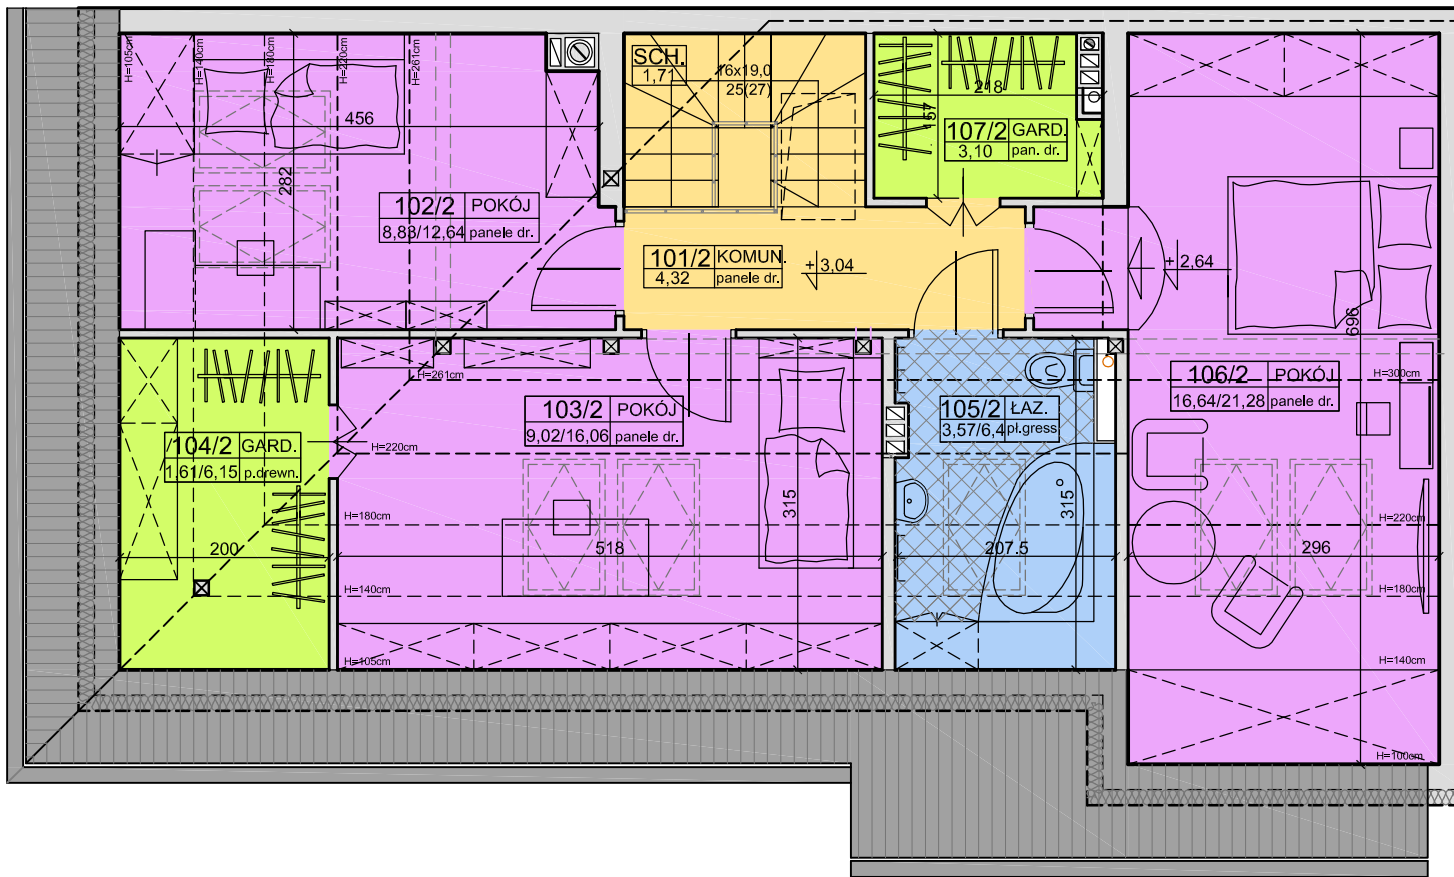 H=105cm
H=140cm
H=180cm
H=220cm
H=261cm
456
282
102/2 POKÓJ
8,88/12,64 panele dr.
SCH.
1,71
16x19,0
25(27)
218
157
107/2 GARD.
3,10 pan. dr.
101/2 KOMUN.
4,32 panele dr.
+3,04
+2,64
696
106/2 POKÓJ
16,64/21,28 panele dr.
H=300cm
H=220cm
H=180cm
H=140cm
H=100cm
296
104/2 GARD.
1.61/6,15 p.drewn.
200
H=261cm
H=220cm
H=180cm
H=140cm
H=105cm
103/2 POKÓJ
9,02/16,06 panele dr.
518
315
105/2 ŁAZ.
3,57/6,4 pł.gress
207.5
315